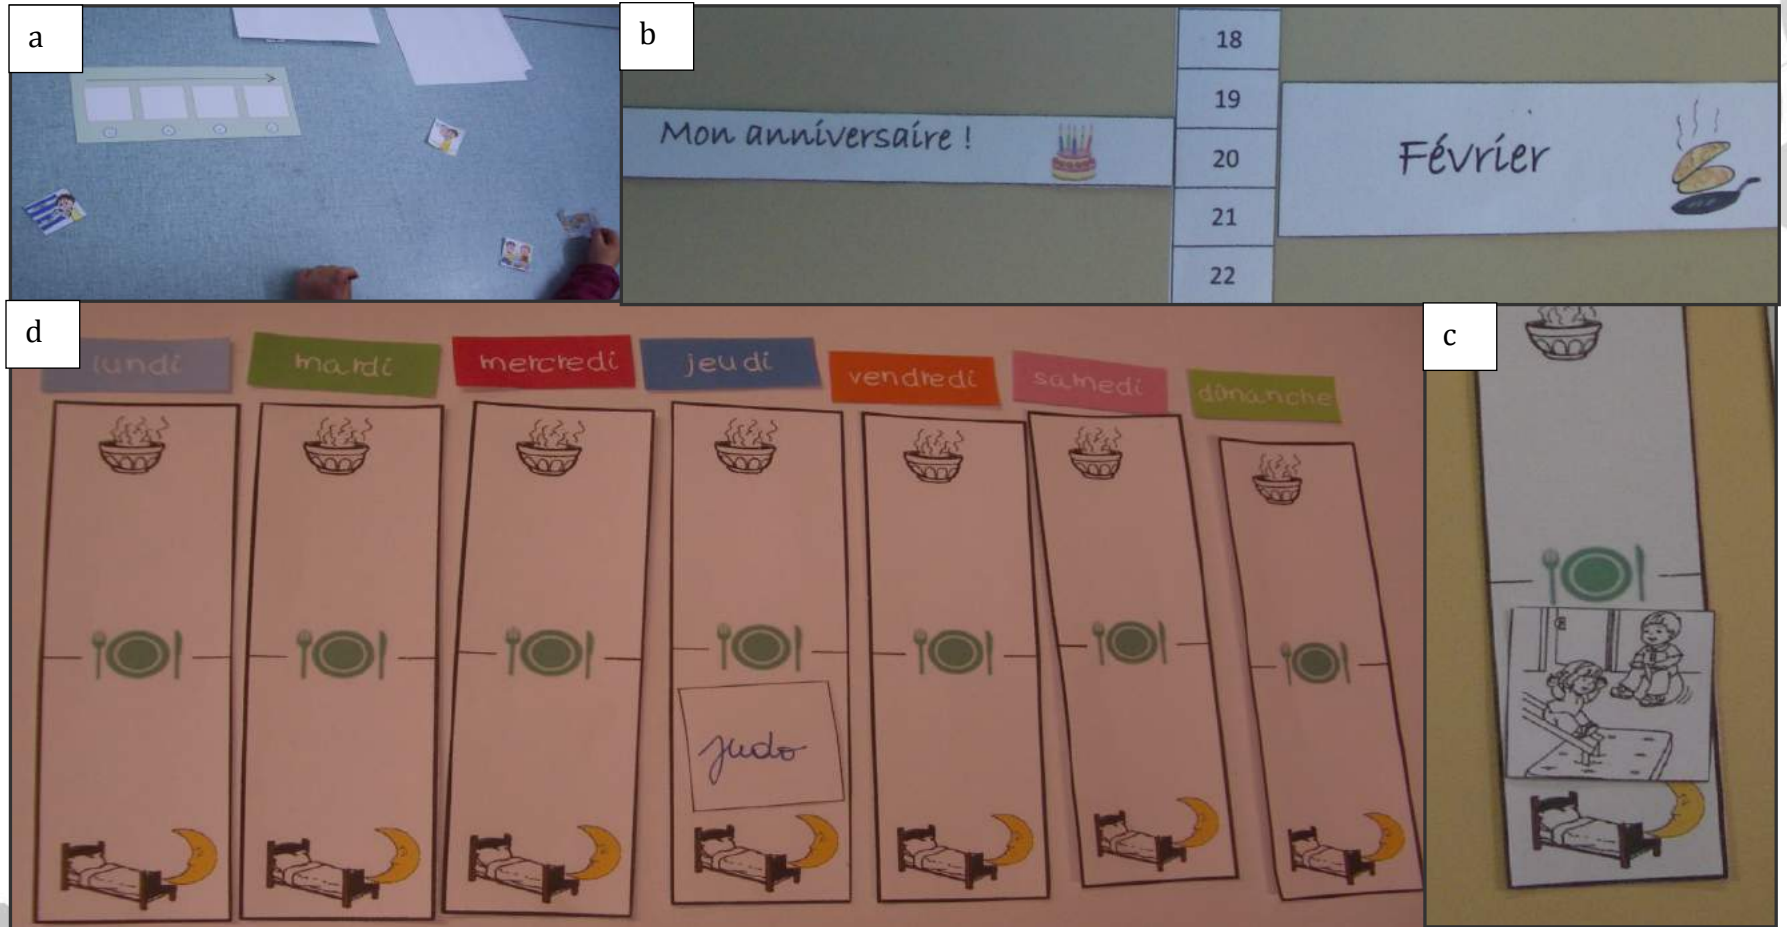 a
b
18
19
20
21
22
Mon anniversaire !
Février
d
lundi
mardi
mercredi
jeudi
vendredi
samedi
dimanche
judo
c